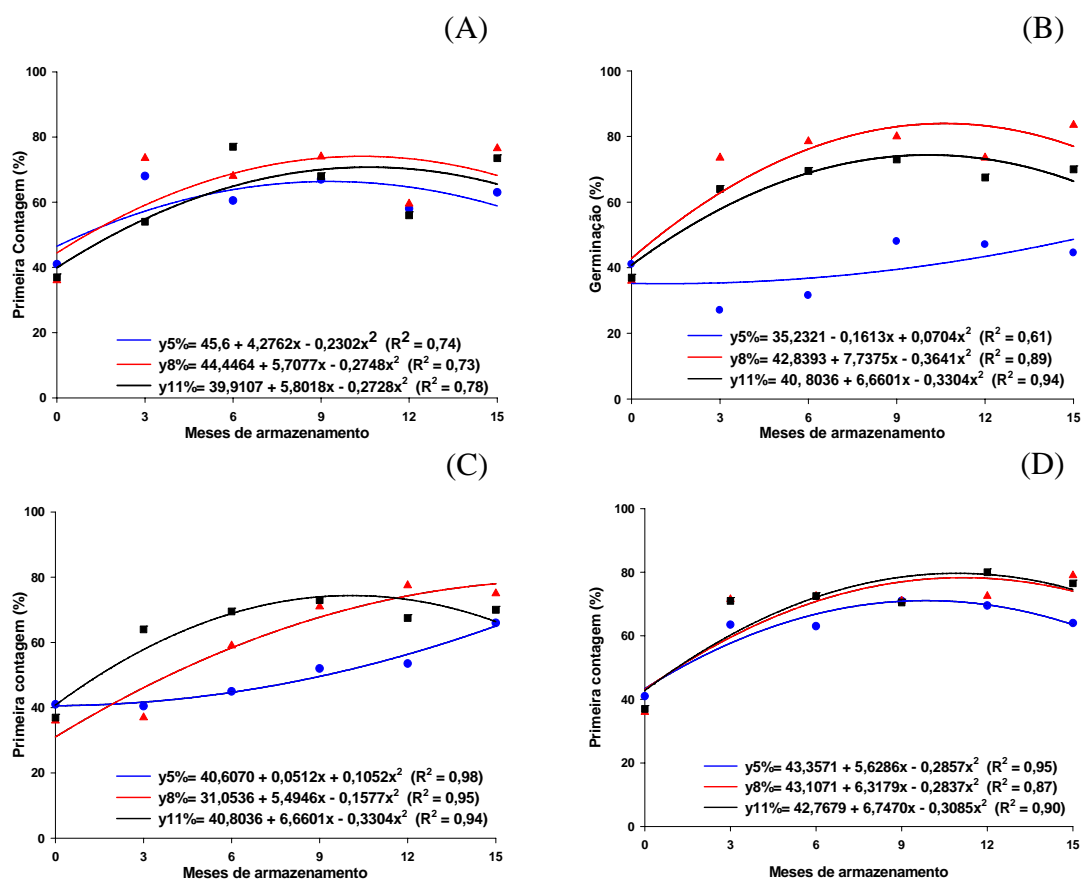 (A)
100
80
60
40
20
0
Primeira Contagem (%)
y5%= 45,6 + 4,2762x - 0,2302x² (R² = 0,74)
y8%= 44,4464 + 5,7077x - 0,2748x² (R² = 0,73)
y11%= 39,9107 + 5,8018x - 0,2728x² (R² = 0,78)
0 3 6 9 12 15
Meses de armazenamento
(B)
100
80
60
40
20
0
Germinação (%)
y5%= 35,2321 - 0,1613x + 0,0704x² (R² = 0,61)
y8%= 42,8393 + 7,7375x - 0,3641x² (R² = 0,89)
y11%= 40, 8036 + 6,6601x - 0,3304x² (R² = 0,94)
0 3 6 9 12 15
Meses de armazenamento
(C)
100
80
60
40
20
0
Primeira contagem (%)
y5%= 40,6070 + 0,0512x + 0,1052x² (R² = 0,98)
y8%= 31,0536 + 5,4946x - 0,1577x² (R² = 0,95)
y11%= 40,8036 + 6,6601x - 0,3304x² (R² = 0,94)
0 3 6 9 12 15
Meses de armazenamento
(D)
100
80
60
40
20
0
Primeira contagem (%)
y5%= 43,3571 + 5,6286x - 0,2857x² (R² = 0,95)
y8%= 43,1071 + 6,3179x - 0,2837x² (R² = 0,87)
y11%= 42,7679 + 6,7470x - 0,3085x² (R² = 0,90)
0 3 6 9 12 15
Meses de armazenamento